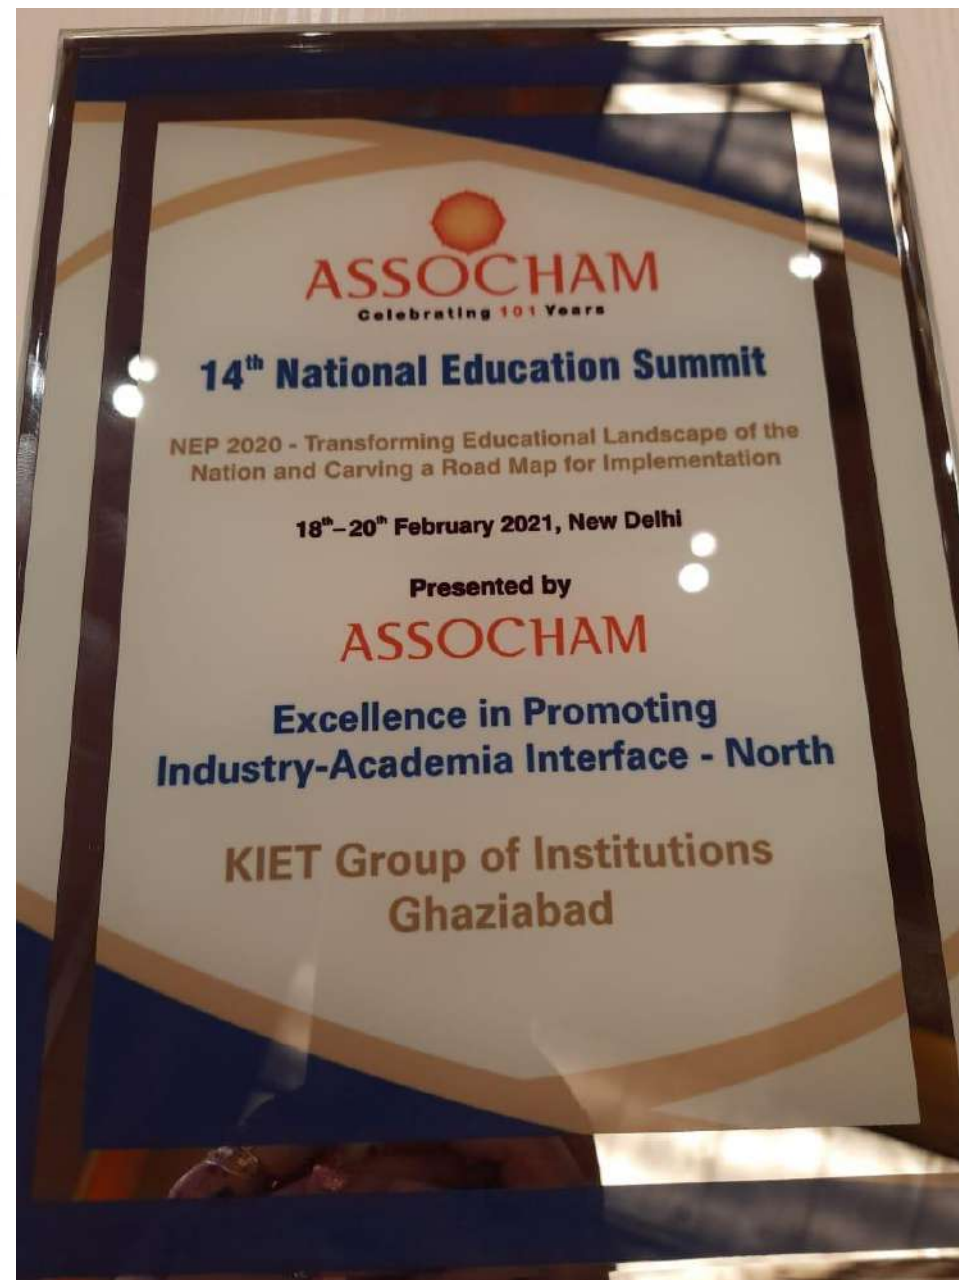 ASSOCHAM
Celebrating 101 Years
14th National Education Summit
NEP 2020 - Transforming Educational Landscape of the
Nation and Carving a Road Map for Implementation
18th–20th February 2021, New Delhi
Presented by
ASSOCHAM
Excellence in Promoting
Industry-Academia Interface - North
KIET Group of Institutions
Ghaziabad